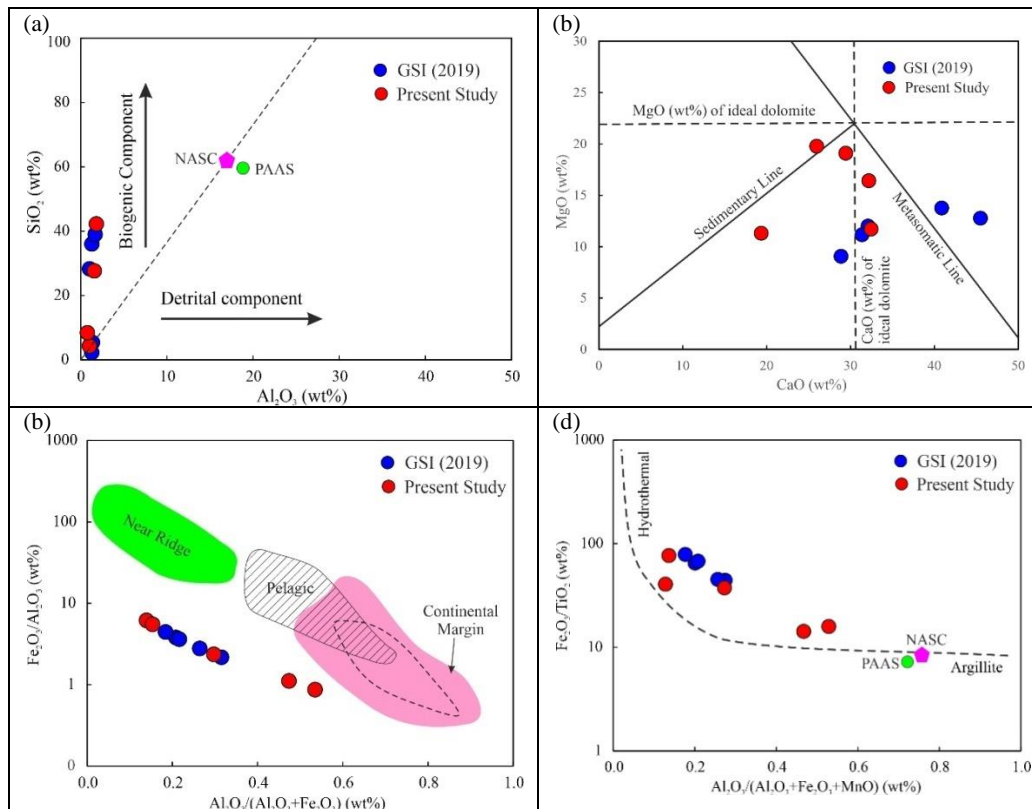 (a)
100
80
60
40
20
0
SiO₂ (wt%)
Biogenic Component
NASC
PAAS
Detrital component
GSI (2019)
Present Study
0 10 20 30 40 50
Al₂O₃ (wt%)
(b)
30
25
20
15
10
5
0
MgO (wt%)
GSI (2019)
Present Study
MgO (wt%) of ideal dolomite
Sedimentary Line
Metasomatic Line
CaO (wt%) of
ideal dolomite
0 10 20 30 40 50
CaO (wt%)
(b)
1000
100
10
1
0
Fe₂O₃/Al₂O₃ (wt%)
GSI (2019)
Present Study
Near Ridge
Pelagic
Continental
Margin
0.0 0.2 0.4 0.6 0.8 1.0
Al₂O₃/(Al₂O₃+Fe₂O₃) (wt%)
(d)
1000
100
10
1
Fe₂O₃/TiO₂ (wt%)
Hydrothermal
GSI (2019)
Present Study
NASC
PAAS
Argillite
0.0 0.2 0.4 0.6 0.8 1.0
Al₂O₃/(Al₂O₃+Fe₂O₃+MnO) (wt%)